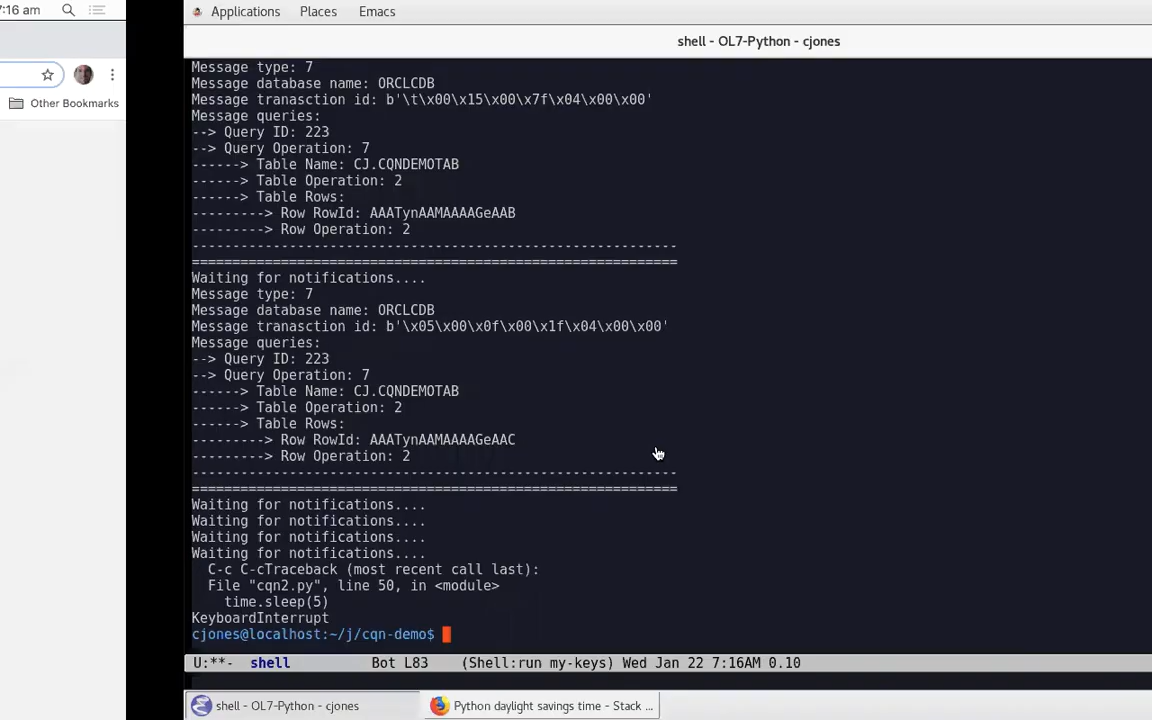 7:16 am
Other Bookmarks
Applications Places Emacs
shell - OL7-Python - cjones
Message type: 7
Message database name: ORCLCDB
Message tranasction id: b'\t\x00\x15\x00\x7f\x04\x00\x00'
Message queries:
--> Query ID: 223
--> Query Operation: 7
------> Table Name: CJ.CQNDEMOTAB
------> Table Operation: 2
------> Table Rows:
---------> Row RowId: AAATynAAMAAAAGeAAB
---------> Row Operation: 2
------------------------------------------------------------
============================================================
Waiting for notifications....
Message type: 7
Message database name: ORCLCDB
Message tranasction id: b'\x05\x00\x0f\x00\x1f\x04\x00\x00'
Message queries:
--> Query ID: 223
--> Query Operation: 7
------> Table Name: CJ.CQNDEMOTAB
------> Table Operation: 2
------> Table Rows:
---------> Row RowId: AAATynAAMAAAAGeAAC
---------> Row Operation: 2
------------------------------------------------------------
============================================================
Waiting for notifications....
Waiting for notifications....
Waiting for notifications....
Waiting for notifications....
  C-c C-cTraceback (most recent call last):
  File "cqn2.py", line 50, in <module>
    time.sleep(5)
KeyboardInterrupt
cjones@localhost:~/j/cqn-demo$
U:**- shell Bot L83 (Shell:run my-keys) Wed Jan 22 7:16AM 0.10
shell - OL7-Python - cjones
Python daylight savings time - Stack ...